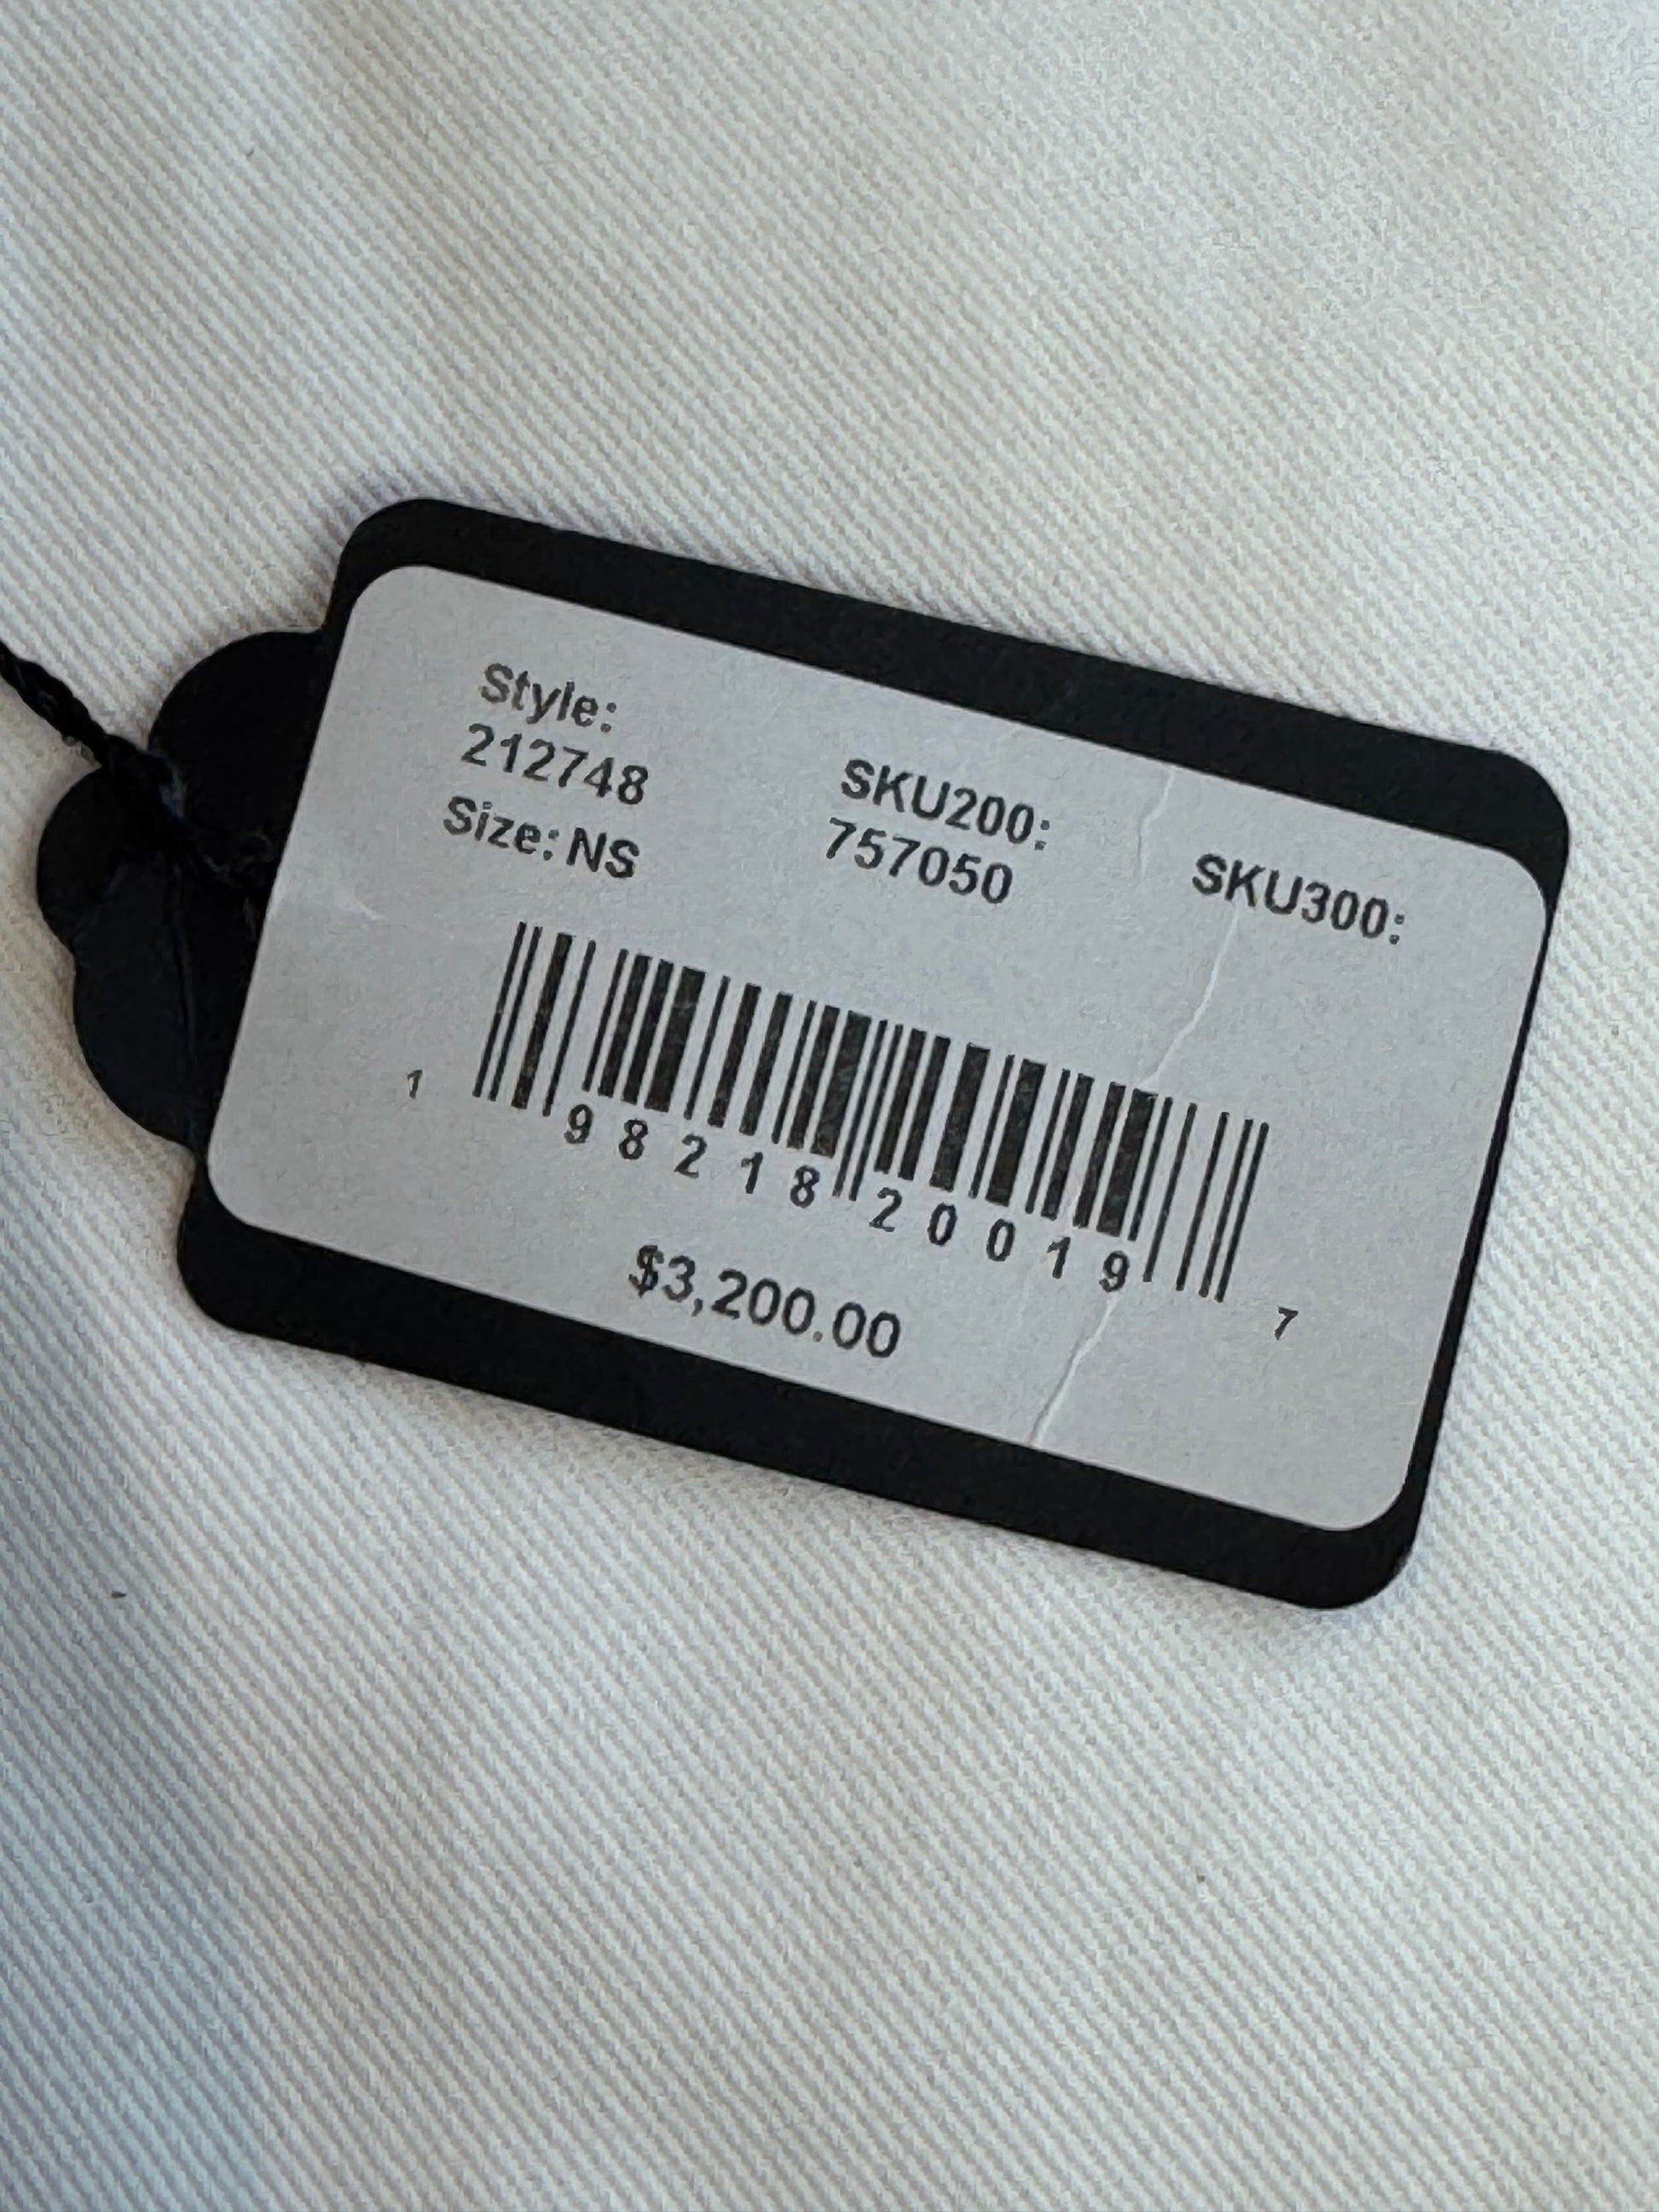 Style:
212748
Size: NS
SKU200:
757050
SKU300:
1 98218 20019 7
$3,200.00